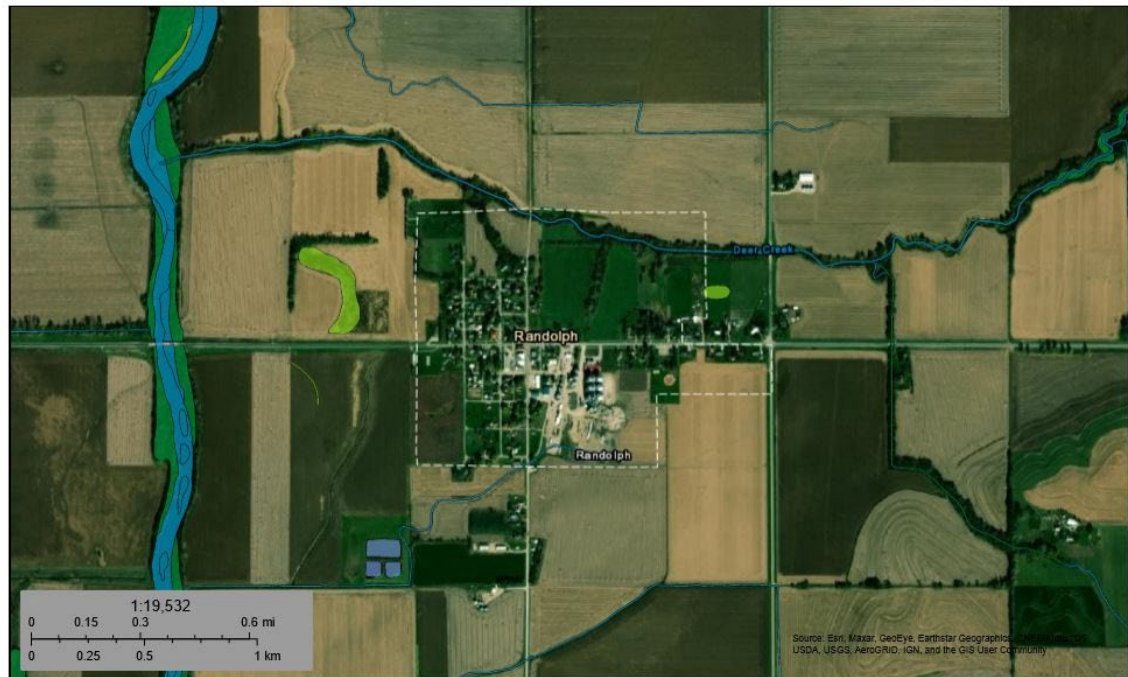 Deer Creek
Randolph
Randolph
1:19,532
0 0.15 0.3 0.6 mi
0 0.25 0.5 1 km
Source: Esri, Maxar, GeoEye, Earthstar Geographics,
USDA, USGS, AeroGRID, IGN, and the GIS User Community